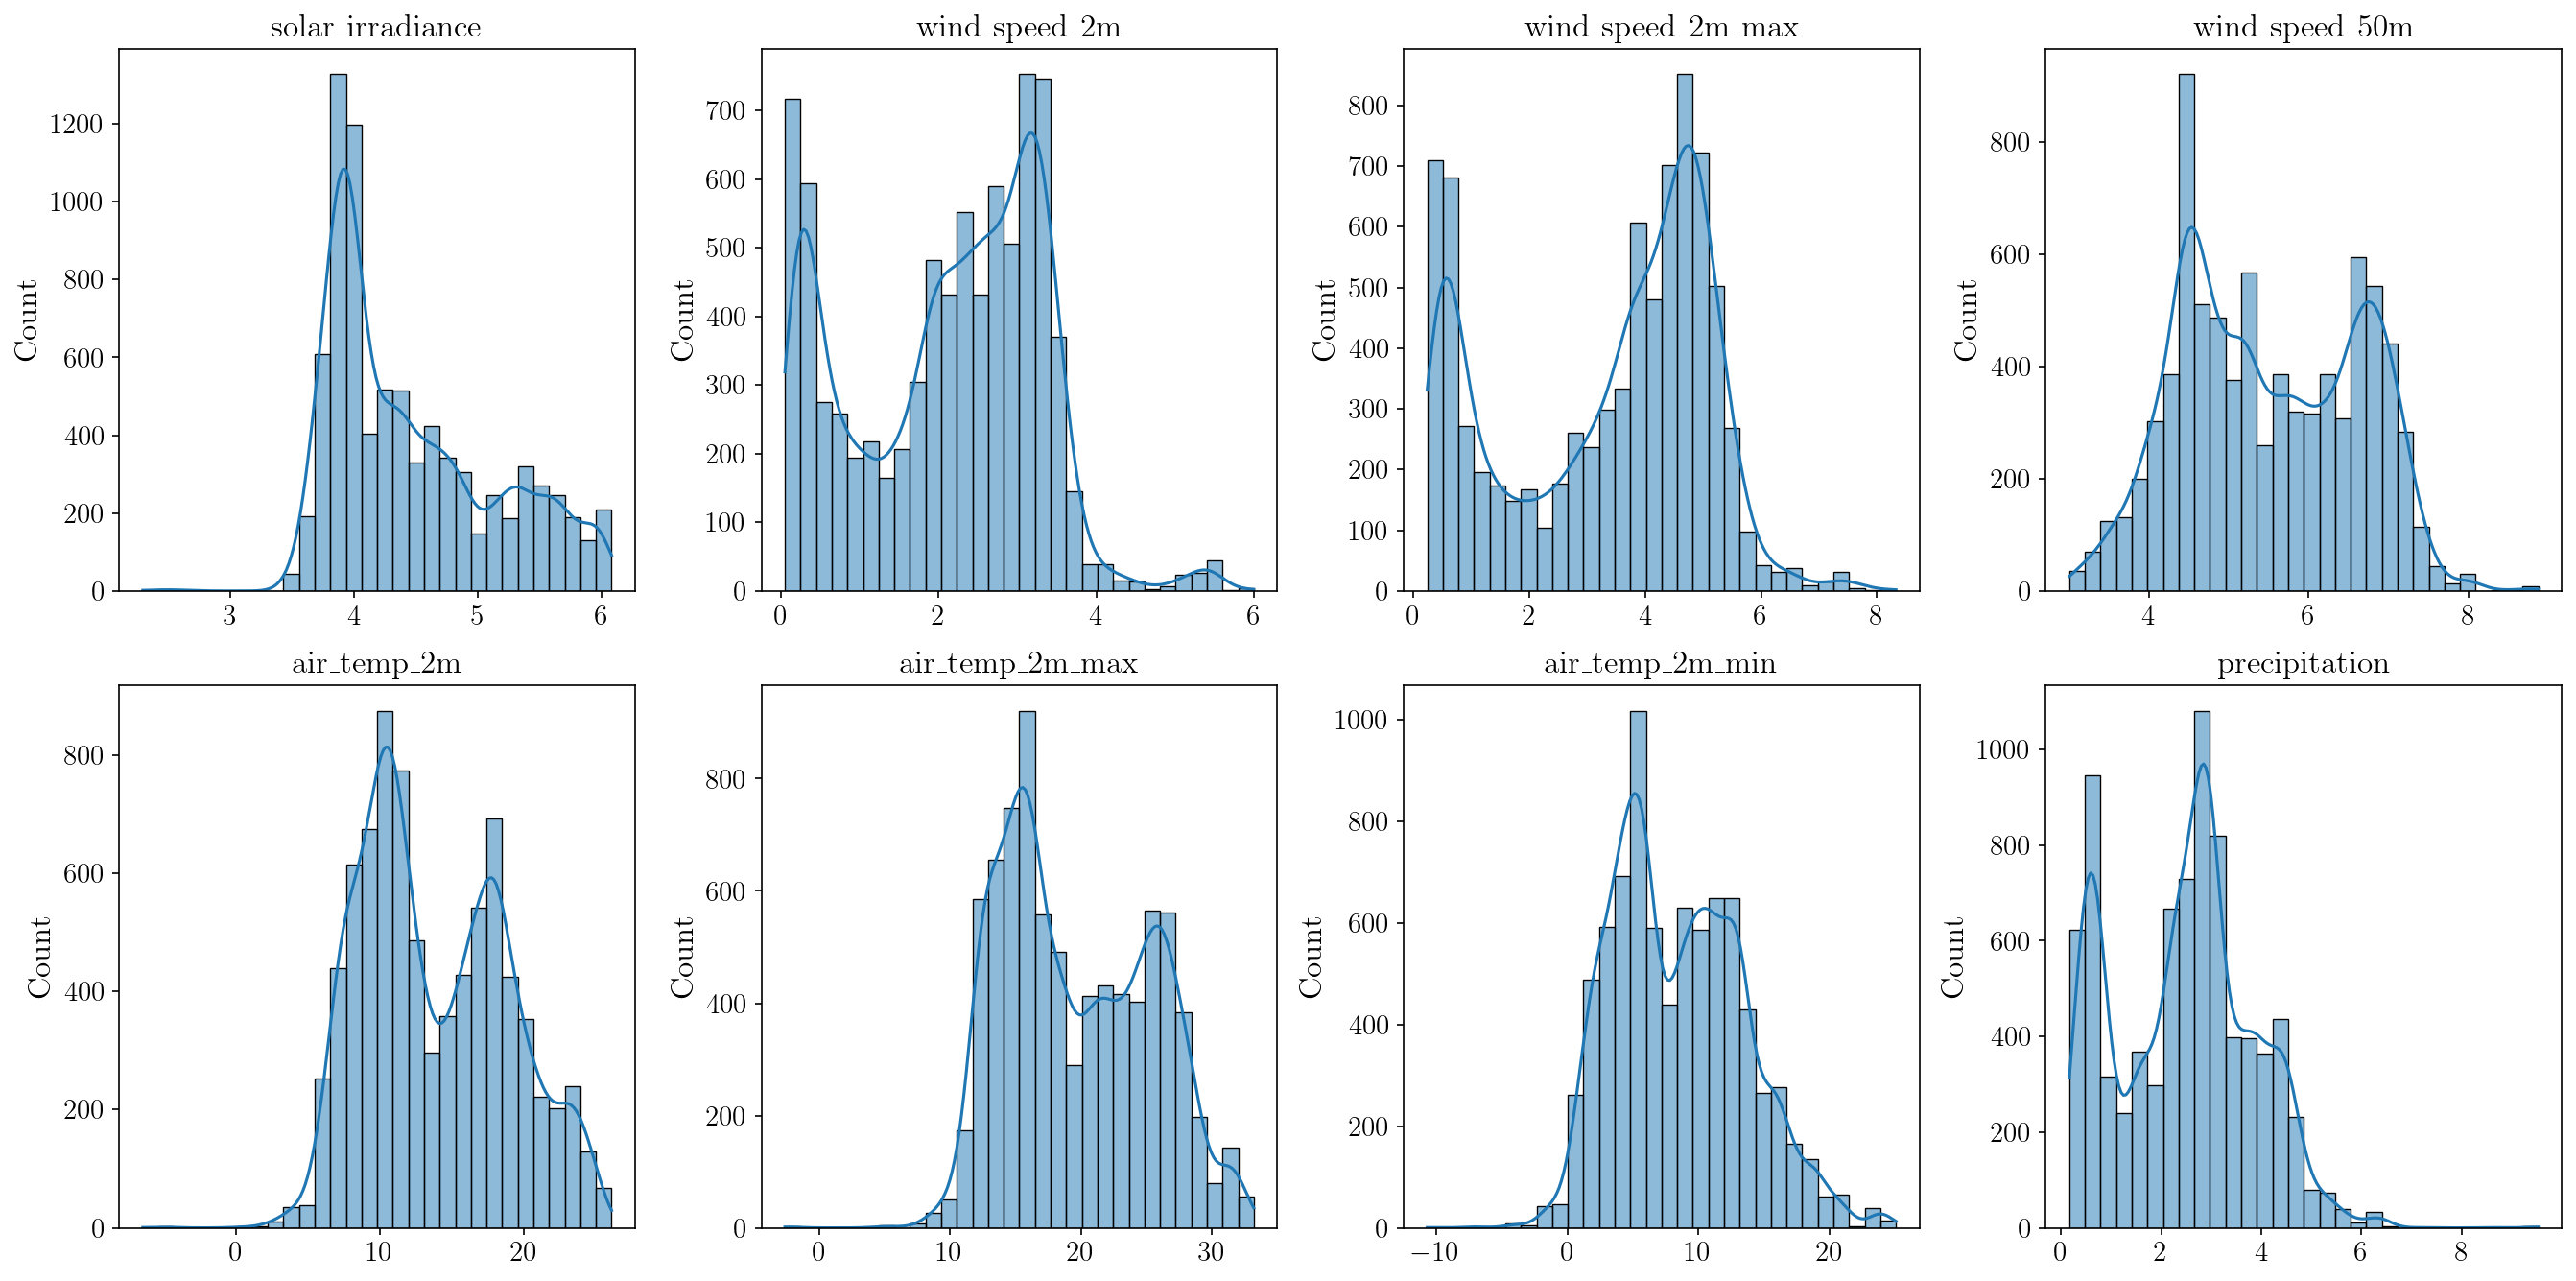 solar_irradiance
Count
1200
1000
800
600
400
200
0
3 4 5 6
wind_speed_2m
Count
700
600
500
400
300
200
100
0
0 2 4 6
wind_speed_2m_max
Count
800
700
600
500
400
300
200
100
0
0 2 4 6 8
wind_speed_50m
Count
800
600
400
200
0
4 6 8
air_temp_2m
Count
800
600
400
200
0
0 10 20
air_temp_2m_max
Count
800
600
400
200
0
0 10 20 30
air_temp_2m_min
Count
1000
800
600
400
200
0
−10 0 10 20
precipitation
Count
1000
800
600
400
200
0
0 2 4 6 8